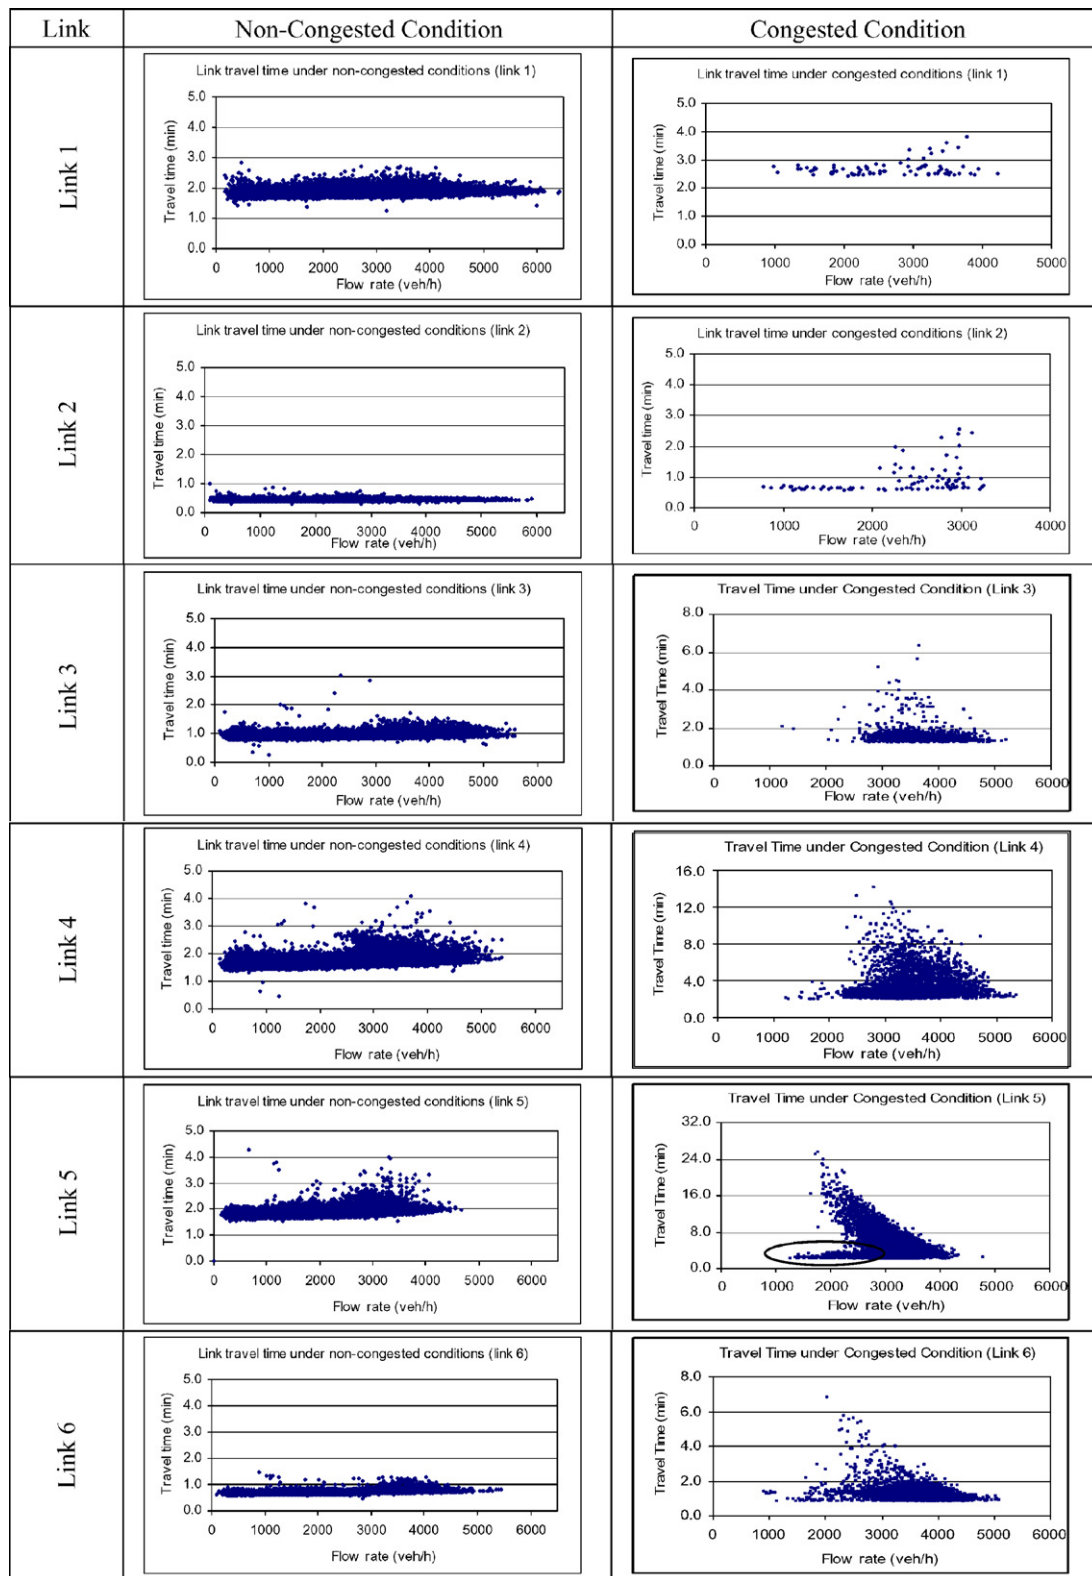 Link Non-Congested Condition Congested Condition
Link 1
Link travel time under non-congested conditions (link 1)
Travel time (min)
5.0
4.0
3.0
2.0
1.0
0.0
0 1000 2000 3000 4000 5000 6000
Flow rate (veh/h)
Link travel time under congested conditions (link 1)
Travel time (min)
5.0
4.0
3.0
2.0
1.0
0.0
0 1000 2000 3000 4000 5000
Flow rate (veh/h)
Link 2
Link travel time under non-congested conditions (link 2)
Travel time (min)
5.0
4.0
3.0
2.0
1.0
0.0
0 1000 2000 3000 4000 5000 6000
Flow rate (veh/h)
Link travel time under congested conditions (link 2)
Travel time (min)
5.0
4.0
3.0
2.0
1.0
0.0
0 1000 2000 3000 4000
Flow rate (veh/h)
Link 3
Link travel time under non-congested conditions (link 3)
Travel time (min)
5.0
4.0
3.0
2.0
1.0
0.0
0 1000 2000 3000 4000 5000 6000
Flow rate (veh/h)
Travel Time under Congested Condition (Link 3)
Travel Time (min)
8.0
6.0
4.0
2.0
0.0
0 1000 2000 3000 4000 5000 6000
Flow rate (veh/h)
Link 4
Link travel time under non-congested conditions (link 4)
Travel time (min)
5.0
4.0
3.0
2.0
1.0
0.0
0 1000 2000 3000 4000 5000 6000
Flow rate (veh/h)
Travel Time under Congested Condition (Link 4)
Travel Time (min)
16.0
12.0
8.0
4.0
0.0
0 1000 2000 3000 4000 5000 6000
Flow rate (veh/h)
Link 5
Link travel time under non-congested conditions (link 5)
Travel time (min)
5.0
4.0
3.0
2.0
1.0
0.0
0 1000 2000 3000 4000 5000 6000
Flow rate (veh/h)
Travel Time under Congested Condition (Link 5)
Travel Time (min)
32.0
24.0
16.0
8.0
0.0
0 1000 2000 3000 4000 5000 6000
Flow rate (veh/h)
Link 6
Link travel time under non-congested conditions (link 6)
Travel time (min)
5.0
4.0
3.0
2.0
1.0
0.0
0 1000 2000 3000 4000 5000 6000
Flow rate (veh/h)
Travel Time under Congested Condition (Link 6)
Travel Time (min)
8.0
6.0
4.0
2.0
0.0
0 1000 2000 3000 4000 5000 6000
Flow rate (veh/h)